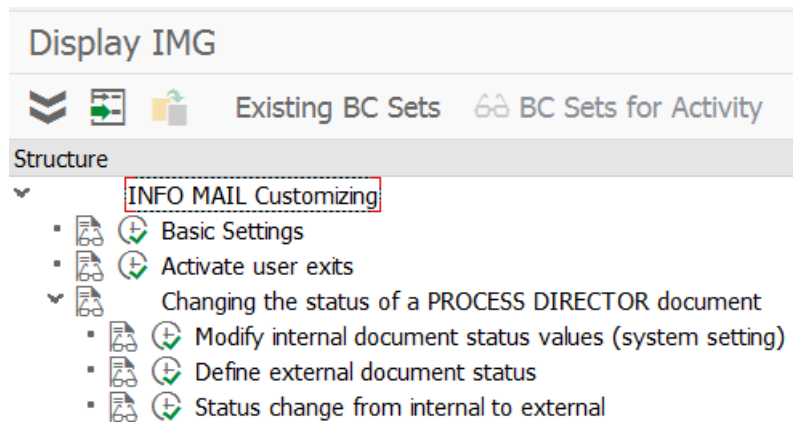 Display IMG
Existing BC Sets BC Sets for Activity
Structure
INFO MAIL Customizing
Basic Settings
Activate user exits
Changing the status of a PROCESS DIRECTOR document
Modify internal document status values (system setting)
Define external document status
Status change from internal to external